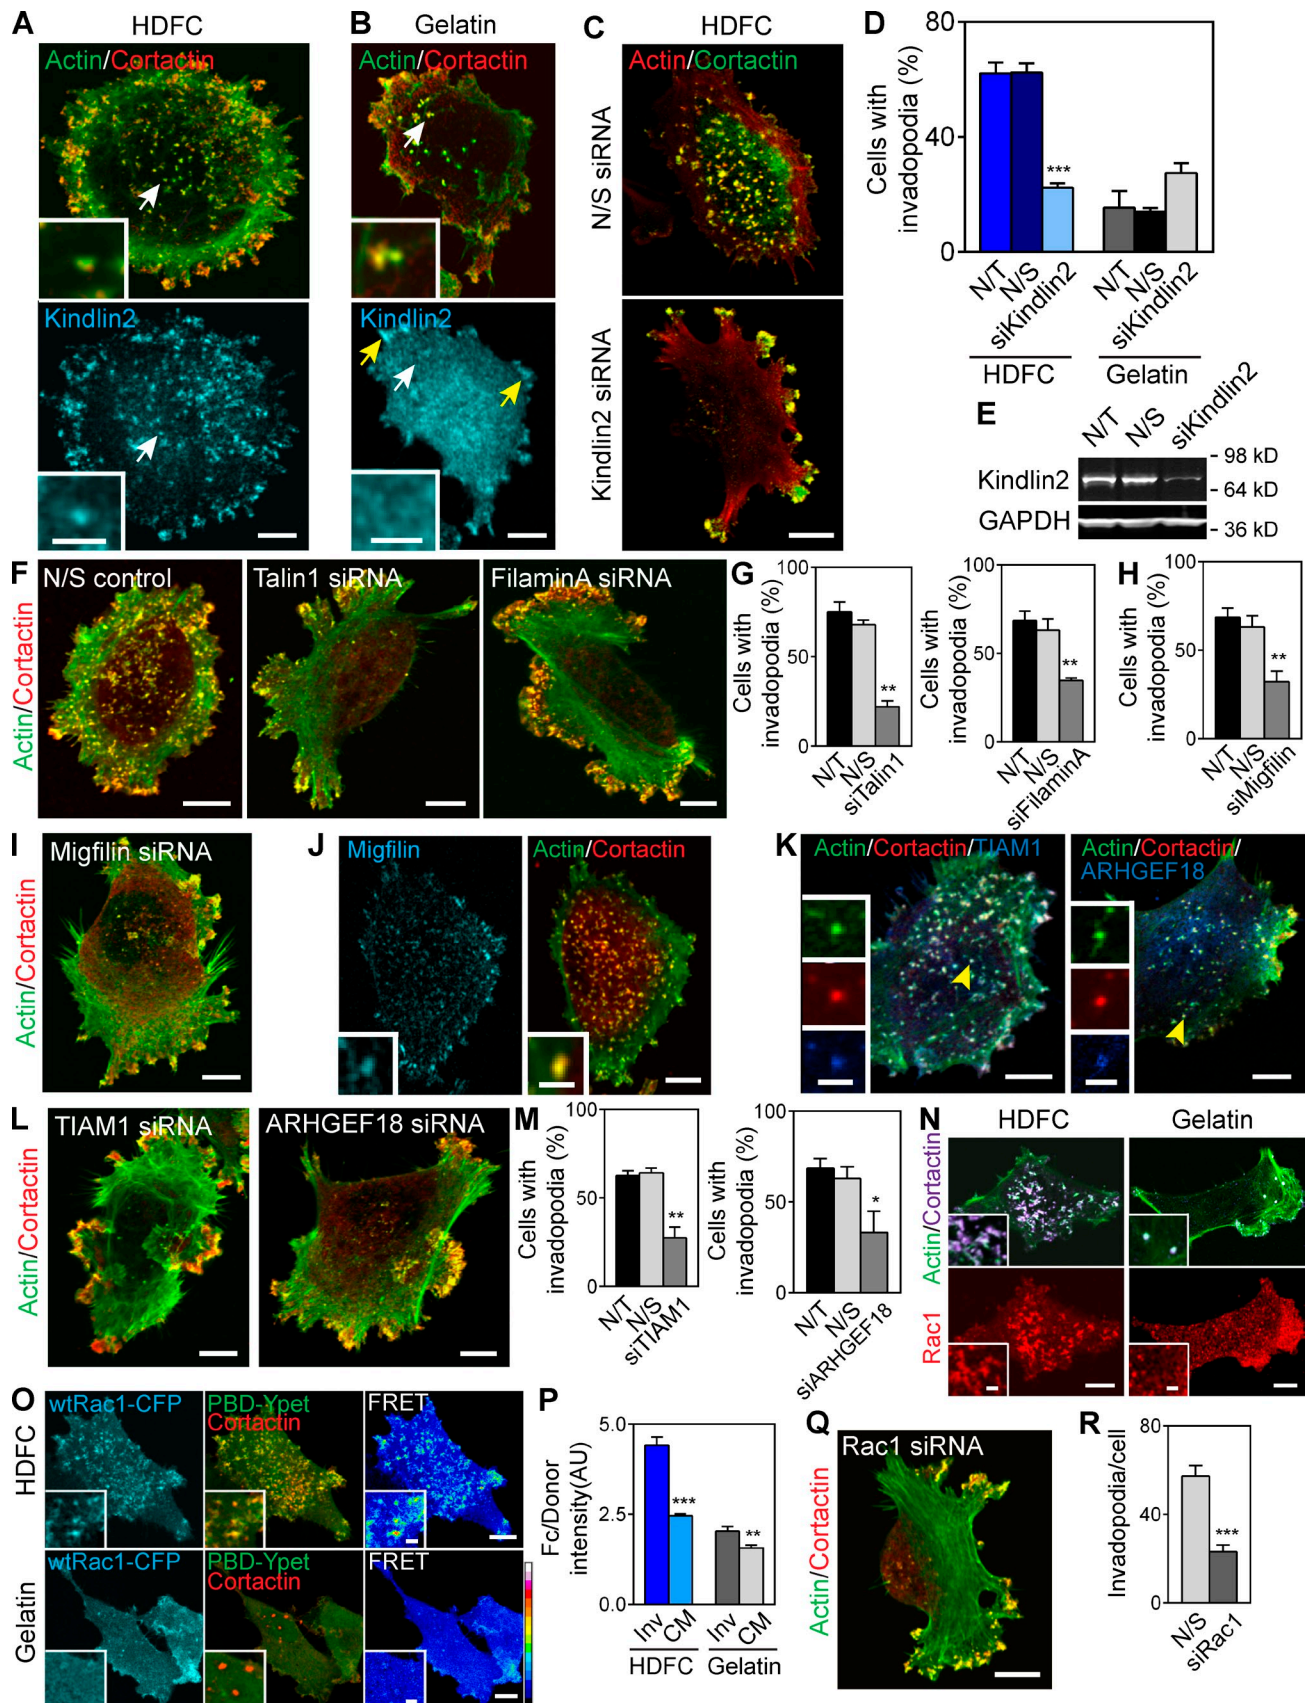 A
HDFC
Actin/Cortactin
Kindlin2
B
Gelatin
Actin/Cortactin
Kindlin2
C
HDFC
Actin/Cortactin
N/S siRNA
Kindlin2 siRNA
D
Cells with
invadopodia (%)
80
40
0
***
N/T
N/S
siKindlin2
N/T
N/S
siKindlin2
HDFC
Gelatin
E
N/T
N/S
siKindlin2
Kindlin2
GAPDH
- 98 kD
- 64 kD
- 36 kD
F
Actin/Cortactin
N/S control
Talin1 siRNA
FilaminA siRNA
G
Cells with
invadopodia (%)
100
50
0
**
N/T
N/S
siTalin1
Cells with
invadopodia (%)
100
50
0
**
N/T
N/S
siFilaminA
H
Cells with
invadopodia (%)
100
50
0
**
N/T
N/S
siMigfilin
I
Actin/Cortactin
Migfilin siRNA
J
Migfilin
Actin/Cortactin
K
Actin/Cortactin/TIAM1
Actin/Cortactin/
ARHGEF18
L
Actin/Cortactin
TIAM1 siRNA
ARHGEF18 siRNA
M
Cells with
invadopodia (%)
100
50
0
**
N/T
N/S
siTIAM1
Cells with
invadopodia (%)
100
50
0
*
N/T
N/S
siARHGEF18
N
HDFC
Gelatin
Actin/Cortactin
Rac1
O
HDFC
wtRac1-CFP
PBD-Ypet
Cortactin
FRET
Gelatin
wtRac1-CFP
PBD-Ypet
Cortactin
FRET
P
Fc/Donor
intensity(AU)
5.0
2.5
0.0
***
**
Inv
CM
Inv
CM
HDFC
Gelatin
Q
Actin/Cortactin
Rac1 siRNA
R
Invadopodia/cell
80
40
0
***
N/S
siRac1